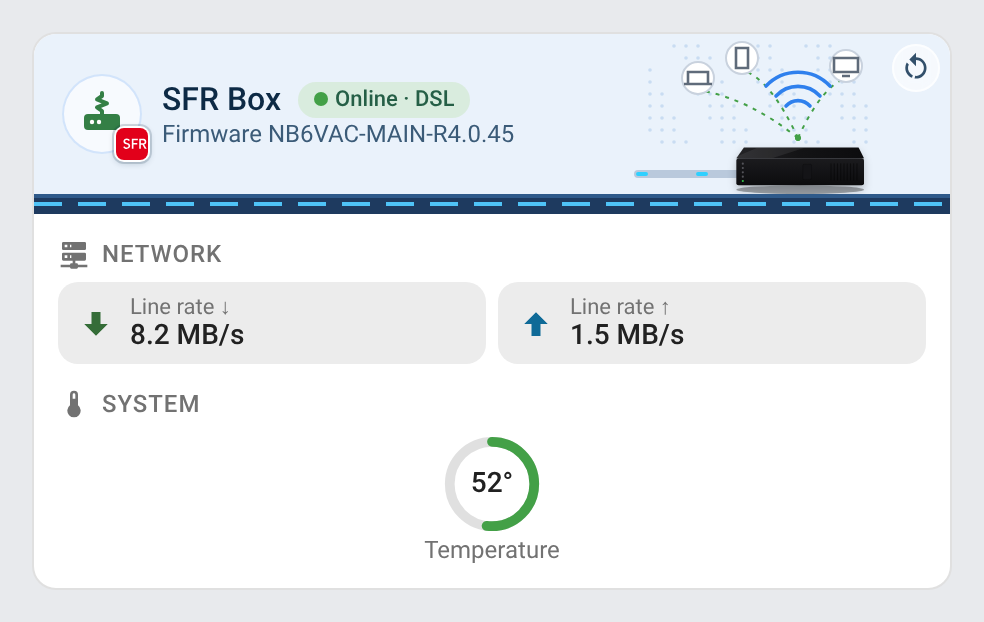 SFR Box
Online · DSL
SFR
Firmware NB6VAC-MAIN-R4.0.45
NETWORK
Line rate ↓
8.2 MB/s
Line rate ↑
1.5 MB/s
SYSTEM
52°
Temperature